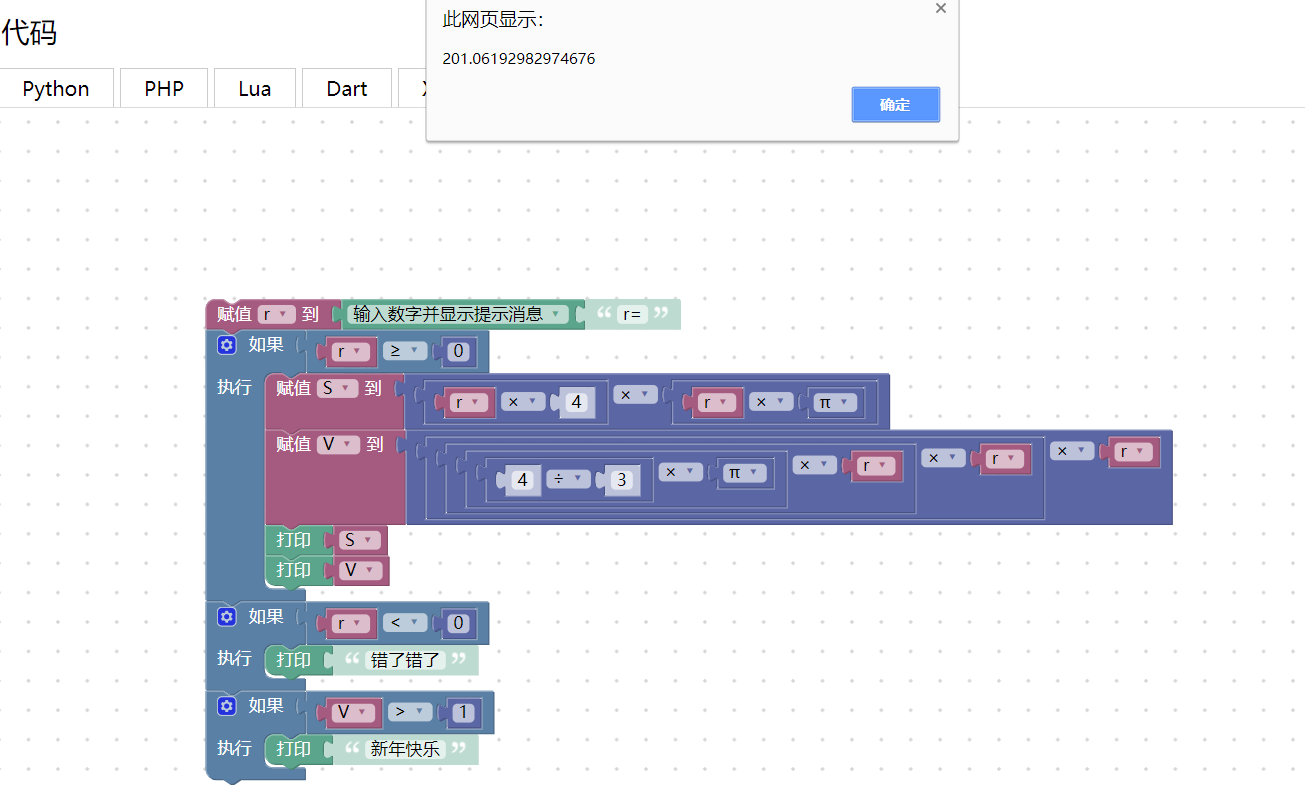 此网页显示：
201.06192982974676
确定
代码
Python PHP Lua Dart
赋值 r 到 输入数字并显示提示消息 “ r= ”
如果 r ≥ 0
执行 赋值 S 到 r × 4 × r × π
赋值 V 到 4 ÷ 3 × π × r × r × r
打印 S
打印 V
如果 r < 0
执行 打印 “ 错了错了 ”
如果 V > 1
执行 打印 “ 新年快乐 ”